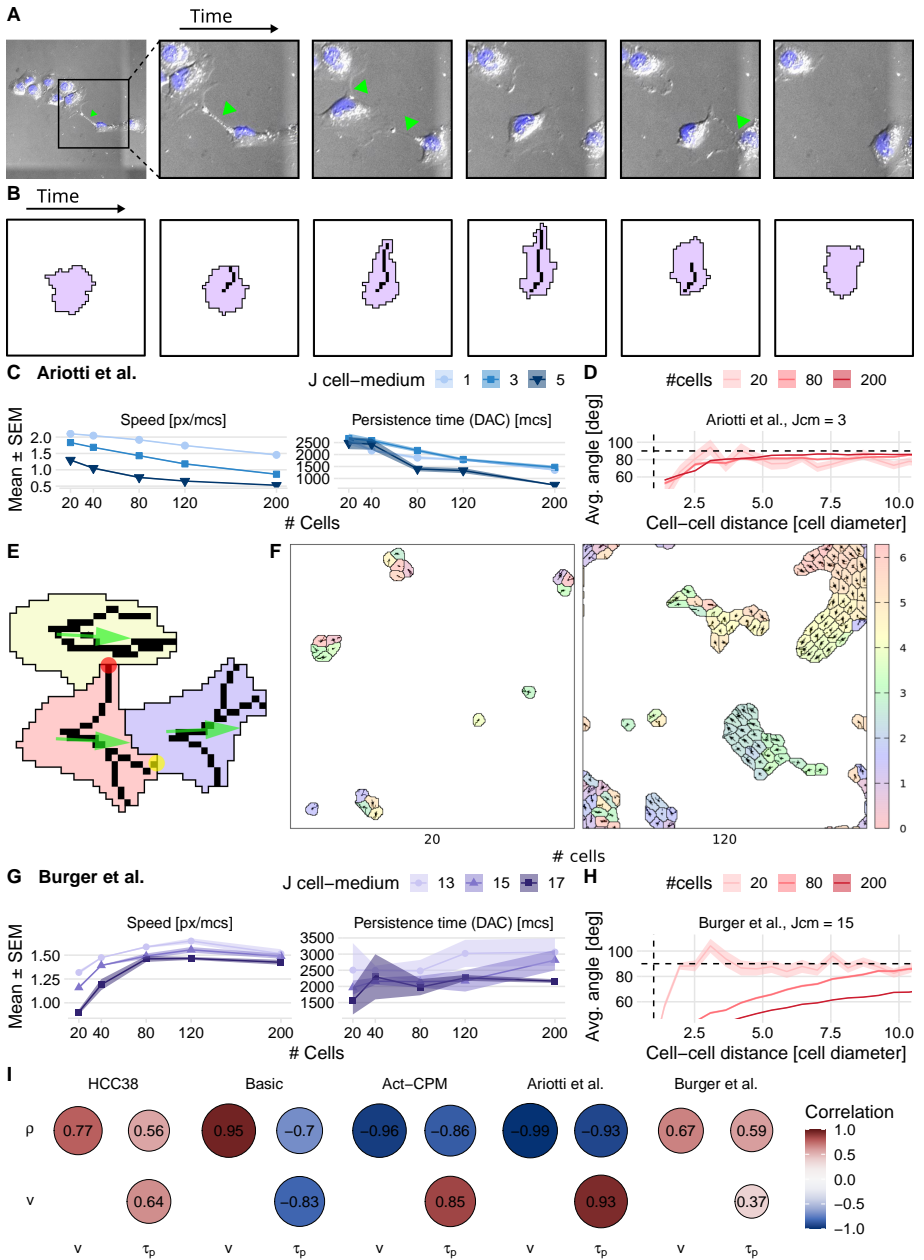 A
Time
B
Time
C Ariotti et al.
J cell−medium 1 3 5
D
#cells 20 80 200
Speed [px/mcs]
Persistence time (DAC) [mcs]
Ariotti et al., Jcm = 3
Mean ± SEM
2.0
1.5
1.0
0.5
2500
2000
1500
1000
Avg. angle [deg]
100
80
60
20 40 80 120 200
20 40 80 120 200
2.5 5.0 7.5 10.0
# Cells
Cell−cell distance [cell diameter]
E
F
6
5
4
3
2
1
0
20
120
# cells
G Burger et al.
J cell−medium 13 15 17
H
#cells 20 80 200
Speed [px/mcs]
Persistence time (DAC) [mcs]
Burger et al., Jcm = 15
Mean ± SEM
1.50
1.25
1.00
3500
3000
2500
2000
1500
Avg. angle [deg]
100
80
60
20 40 80 120 200
20 40 80 120 200
2.5 5.0 7.5 10.0
# Cells
Cell−cell distance [cell diameter]
I
HCC38 Basic Act−CPM Ariotti et al. Burger et al.
ρ 0.77 0.56 0.95 −0.7 −0.96 −0.86 −0.99 −0.93 0.67 0.59
v 0.64 −0.83 0.85 0.93 0.37
v τp v τp v τp v τp v τp
Correlation
1.0
0.5
0.0
−0.5
−1.0